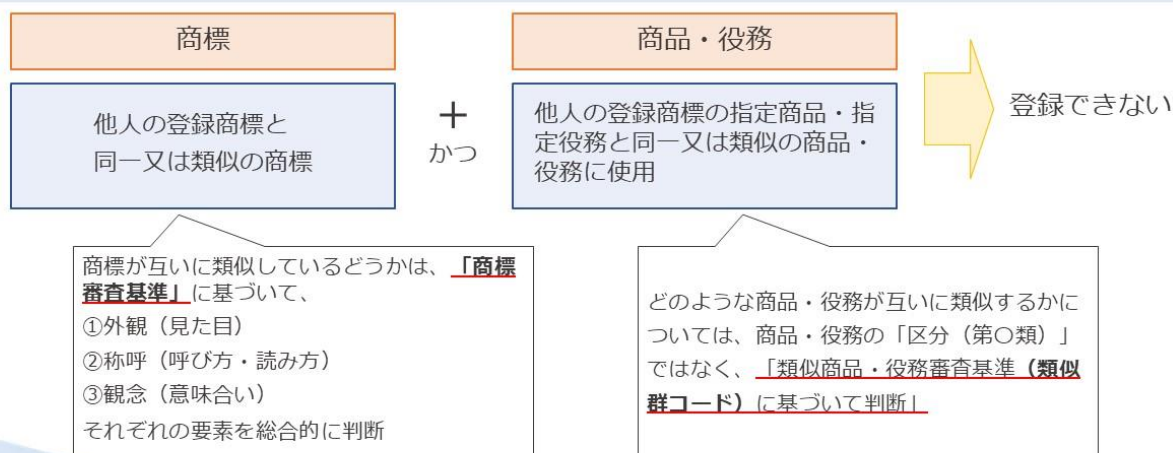 商標
商品・役務
他人の登録商標と
同一又は類似の商標
＋
かつ
他人の登録商標の指定商品・指
定役務と同一又は類似の商品・
役務に使用
登録できない
商標が互いに類似しているどうかは、「商標
審査基準」に基づいて、
①外観（見た目）
②称呼（呼び方・読み方）
③観念（意味合い）
それぞれの要素を総合的に判断
どのような商品・役務が互いに類似するかに
ついては、商品・役務の「区分（第〇類）」
ではなく、「類似商品・役務審査基準（類似
群コード）に基づいて判断」